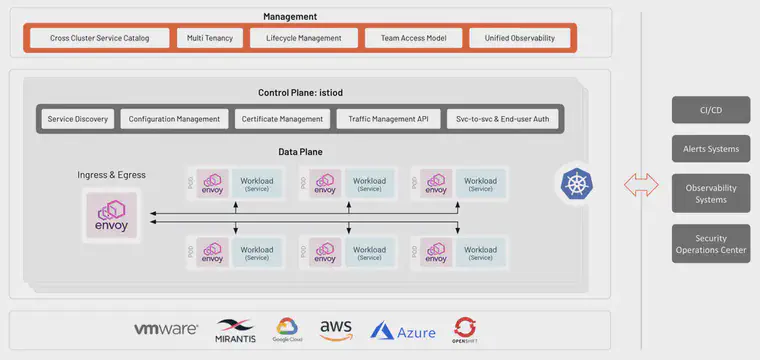 Management
Cross Cluster Service Catalog
Multi Tenancy
Lifecycle Management
Team Access Model
Unified Observability
Control Plane: istiod
Service Discovery
Configuration Management
Certificate Management
Traffic Management API
Svc-to-svc & End-user Auth
Data Plane
Ingress & Egress
envoy
POD
envoy
Workload
(Service)
POD
envoy
Workload
(Service)
POD
envoy
Workload
(Service)
POD
envoy
Workload
(Service)
POD
envoy
Workload
(Service)
POD
envoy
Workload
(Service)
CI/CD
Alerts Systems
Observability
Systems
Security
Operations Center
vmware
MIRANTIS
Google Cloud
aws
Azure
OPENSHIFT